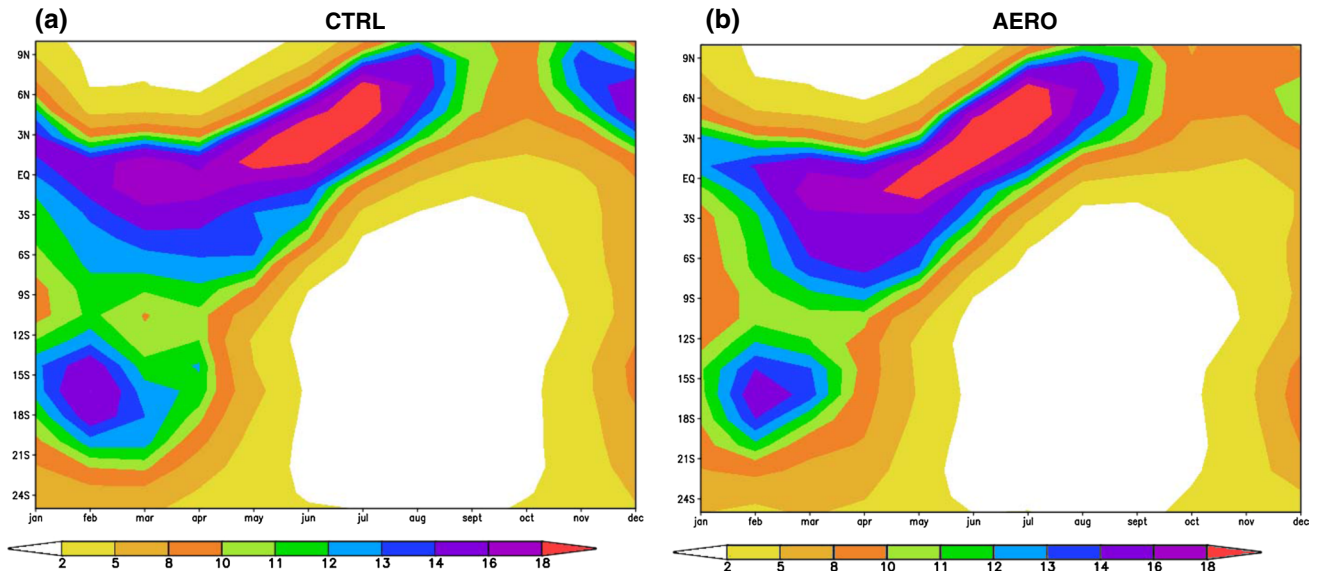 (a) CTRL
9N
6N
3N
EQ
3S
6S
9S
12S
15S
18S
21S
24S
jan feb mar apr may jun jul aug sept oct nov dec
2 5 8 10 11 12 13 14 16 18
(b) AERO
9N
6N
3N
EQ
3S
6S
9S
12S
15S
18S
21S
24S
jan feb mar apr may jun jul aug sept oct nov dec
2 5 8 10 11 12 13 14 16 18